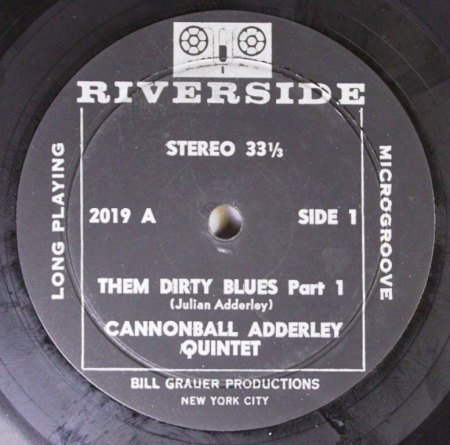 RIVERSIDE
STEREO 33⅓
LONG PLAYING
MICROGROOVE
2019 A SIDE 1
THEM DIRTY BLUES Part 1
(Julian Adderley)
CANNONBALL ADDERLEY
QUINTET
BILL GRAUER PRODUCTIONS
NEW YORK CITY